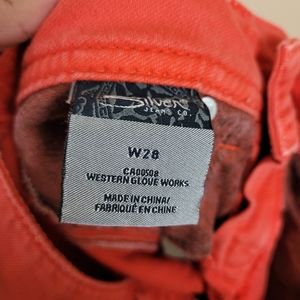 Silver
JEANS CO.
W28
CA00508
WESTERN GLOVE WORKS
MADE IN CHINA/
FABRIQUÉ EN CHINE